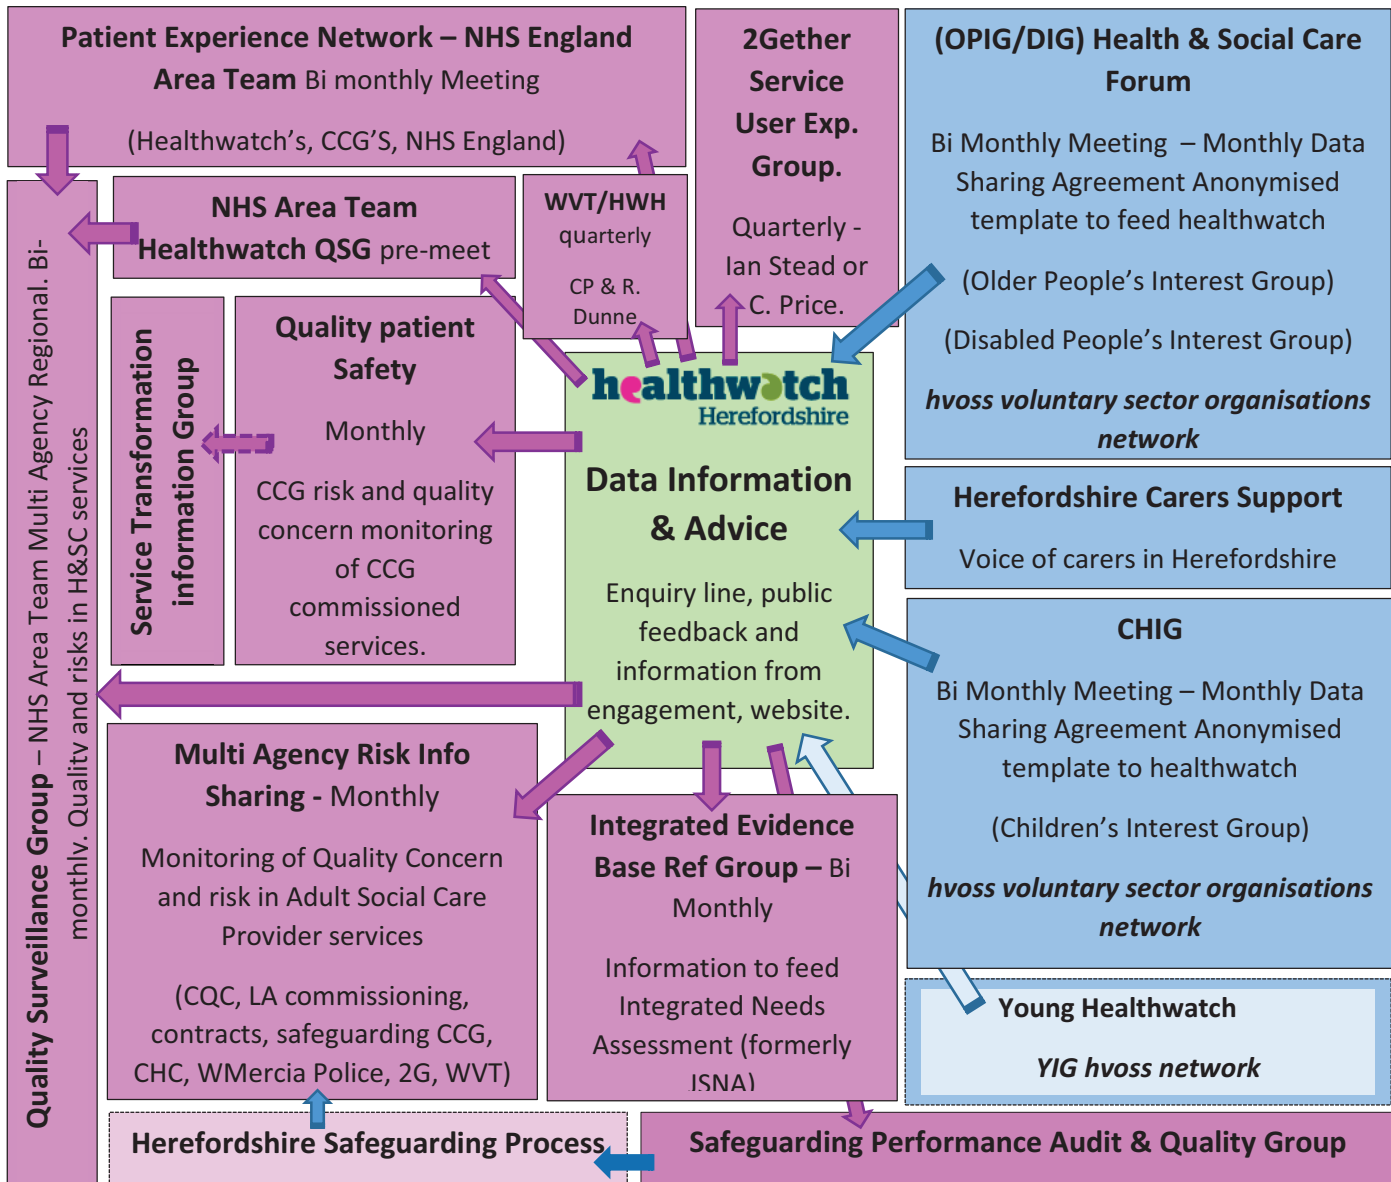 Patient Experience Network – NHS England
Area Team Bi monthly Meeting
(Healthwatch's, CCG'S, NHS England)
2Gether
Service
User Exp.
Group.
Quarterly -
Ian Stead or
C. Price.
(OPIG/DIG) Health & Social Care
Forum
Bi Monthly Meeting – Monthly Data
Sharing Agreement Anonymised
template to feed healthwatch
(Older People's Interest Group)
(Disabled People's Interest Group)
hvoss voluntary sector organisations
network
NHS Area Team
Healthwatch QSG pre-meet
WVT/HWH
quarterly
CP & R.
Dunne
Quality Surveillance Group – NHS Area Team Multi Agency Regional. Bi-
monthly. Quality and risks in H&SC services
Service Transformation
information Group
Quality patient
Safety
Monthly
CCG risk and quality
concern monitoring
of CCG
commissioned
services.
healthwatch
Herefordshire
Data Information
& Advice
Enquiry line, public
feedback and
information from
engagement, website.
Herefordshire Carers Support
Voice of carers in Herefordshire
CHIG
Bi Monthly Meeting – Monthly Data
Sharing Agreement Anonymised
template to healthwatch
(Children's Interest Group)
hvoss voluntary sector organisations
network
Multi Agency Risk Info
Sharing - Monthly
Monitoring of Quality Concern
and risk in Adult Social Care
Provider services
(CQC, LA commissioning,
contracts, safeguarding CCG,
CHC, WMercia Police, 2G, WVT)
Integrated Evidence
Base Ref Group – Bi
Monthly
Information to feed
Integrated Needs
Assessment (formerly
JSNA)
Young Healthwatch
YIG hvoss network
Herefordshire Safeguarding Process
Safeguarding Performance Audit & Quality Group